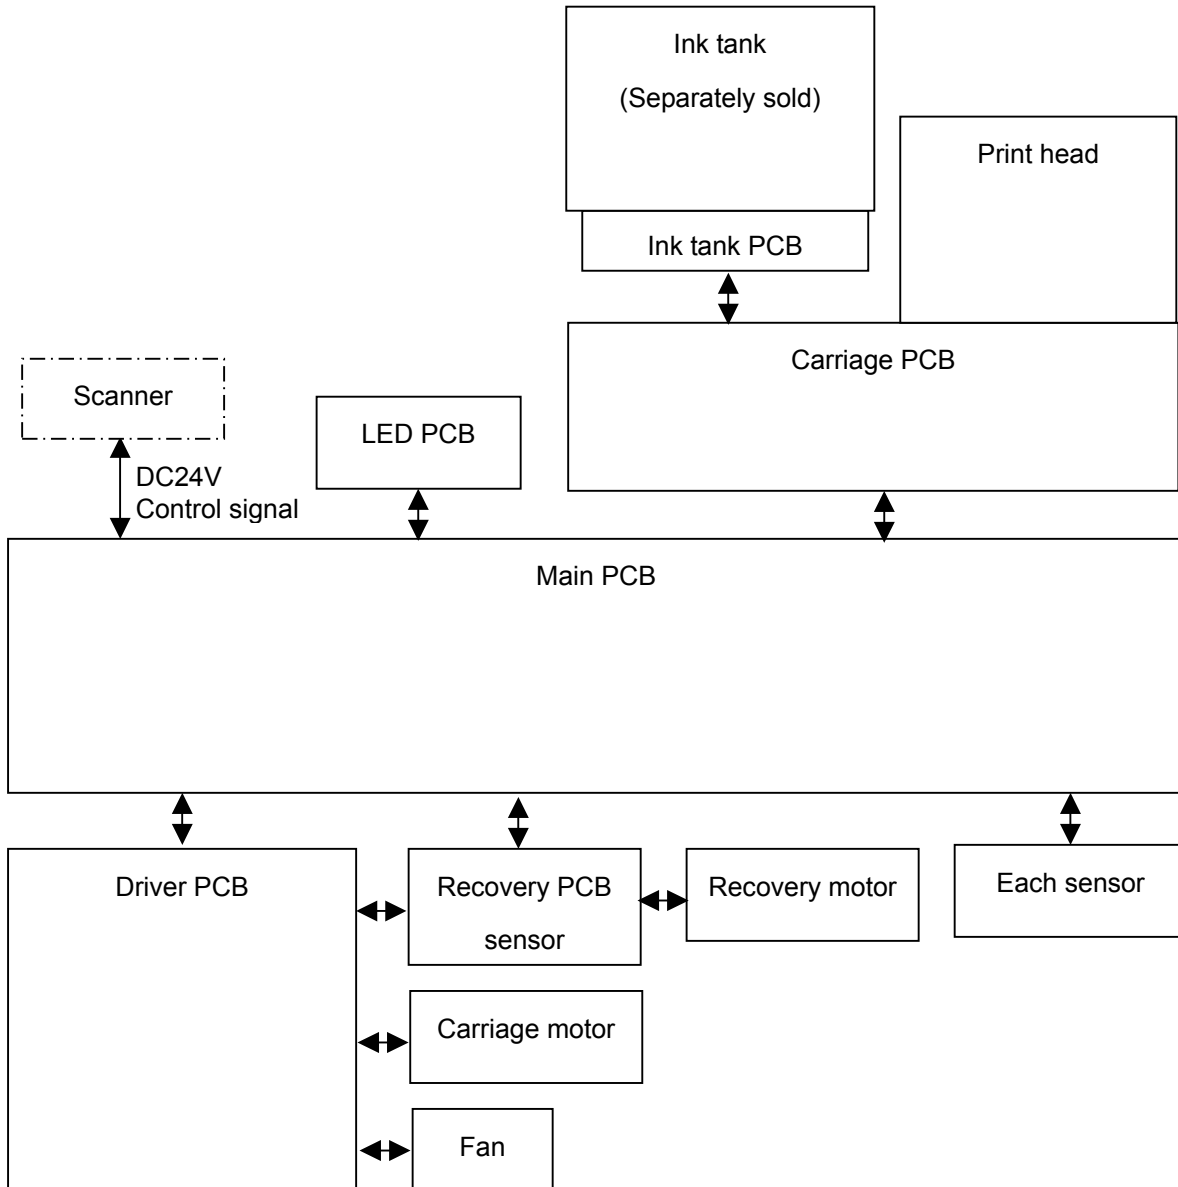 Ink tank
(Separately sold)
Print head
Ink tank PCB
Carriage PCB
Scanner
LED PCB
DC24V
Control signal
Main PCB
Driver PCB
Recovery PCB
sensor
Recovery motor
Each sensor
Carriage motor
Fan